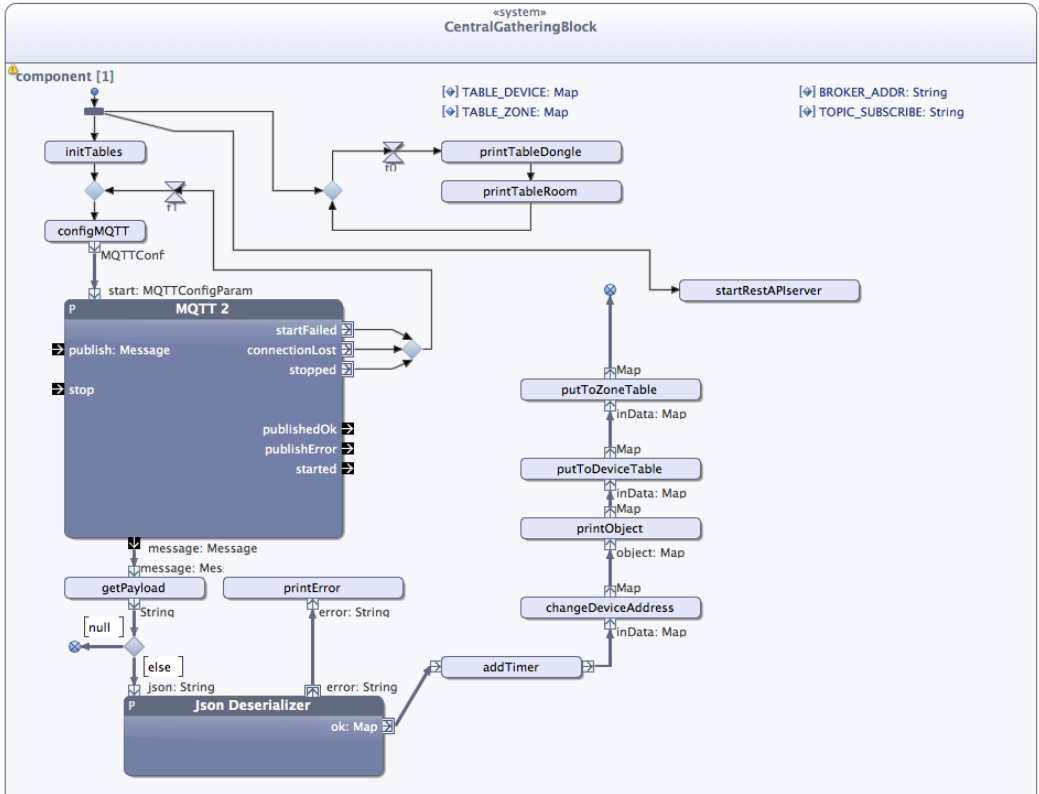 «system»
CentralGatheringBlock
component [1]
TABLE_DEVICE: Map
BROKER_ADDR: String
TABLE_ZONE: Map
TOPIC_SUBSCRIBE: String
initTables
t0
printTableDongle
printTableRoom
t1
configMQTT
MQTTConf
start: MQTTConfigParam
startRestAPIserver
P
MQTT 2
startFailed
publish: Message
connectionLost
stopped
stop
publishedOk
publishError
started
Map
putToZoneTable
inData: Map
Map
putToDeviceTable
inData: Map
Map
printObject
object: Map
message: Message
message: Mes
getPayload
printError
String
error: String
Map
changeDeviceAddress
inData: Map
[null ]
[else ]
addTimer
json: String
error: String
P
Json Deserializer
ok: Map